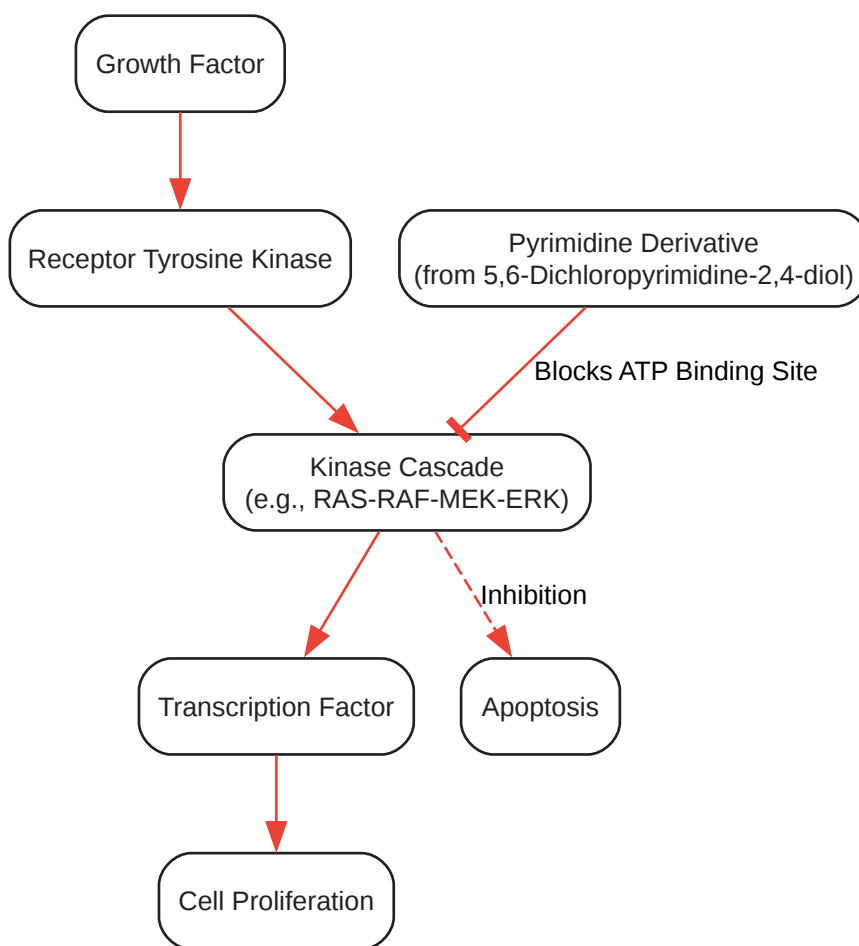 Growth Factor
Receptor Tyrosine Kinase
Pyrimidine Derivative
(from 5,6-Dichloropyrimidine-2,4-diol)
Blocks ATP Binding Site
Kinase Cascade
(e.g., RAS-RAF-MEK-ERK)
Inhibition
Transcription Factor
Apoptosis
Cell Proliferation